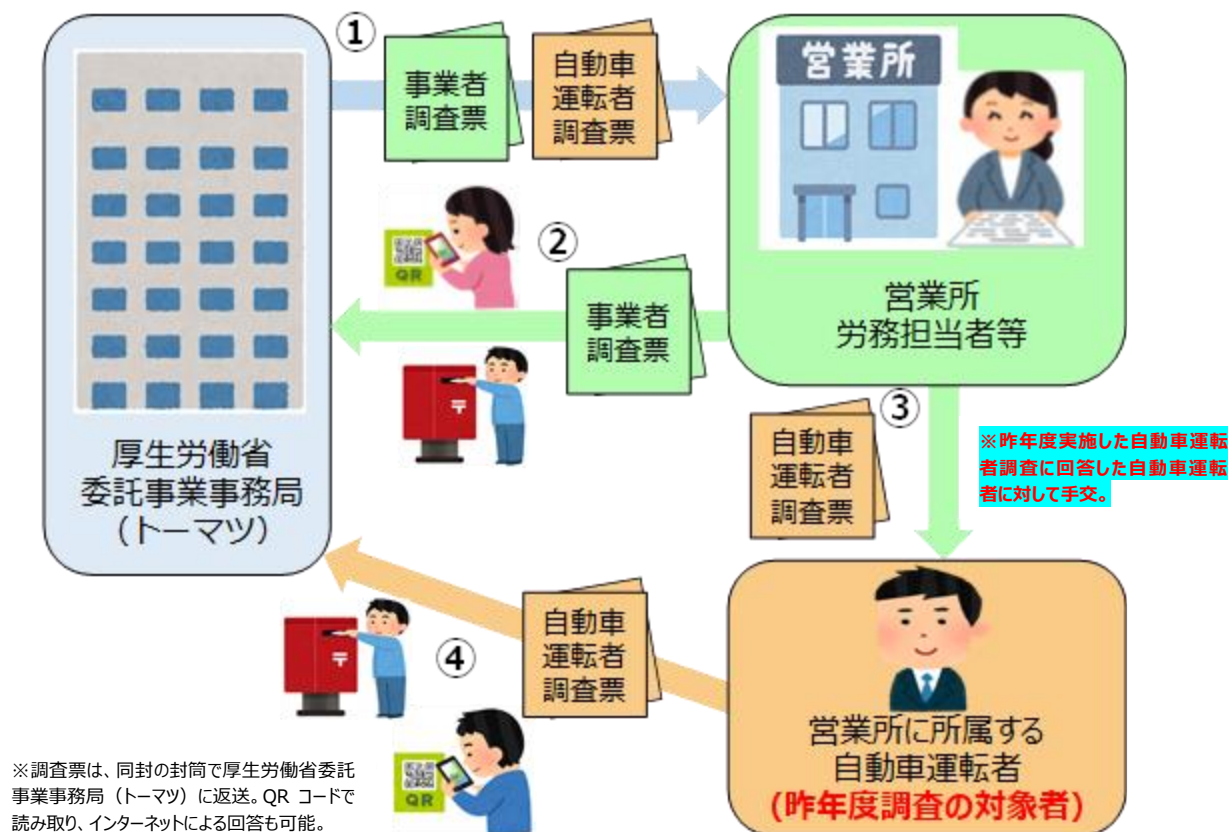 ①
事業者
調査票
自動車
運転者
調査票
営業所
QR
②
事業者
調査票
〒
営業所
労務担当者等
厚生労働省
委託事業事務局
（トーマツ）
③
自動車
運転者
調査票
※昨年度実施した自動車運転
者調査に回答した自動車運転
者に対して手交。
〒
④
自動車
運転者
調査票
QR
営業所に所属する
自動車運転者
(昨年度調査の対象者)
※調査票は、同封の封筒で厚生労働省委託
事業事務局（トーマツ）に返送。QR コードで
読み取り、インターネットによる回答も可能。